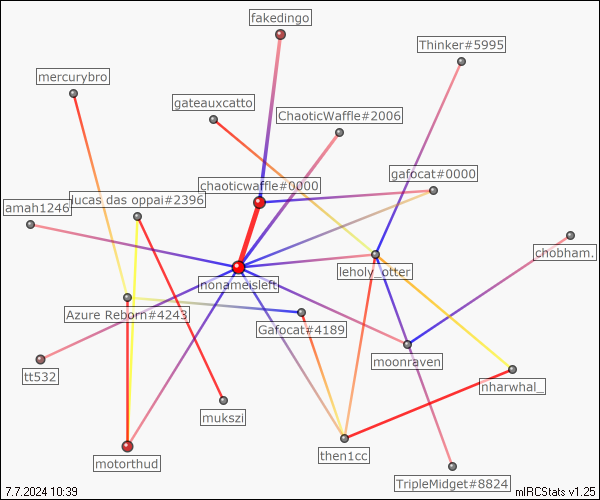 fakedingo
Thinker#5995
mercurybro
gateauxcatto
ChaoticWaffle#2006
gafocat#0000
chaoticwaffle#0000
lucas das oppai#2396
amah1246
chobham.
leholy_otter
nonameisleft
Azure Reborn#4243
Gafocat#4189
moonraven
tt532
nharwhal_
mukszi
then1cc
motorthud
TripleMidget#8824
7.7.2024 10:39
mIRCStats v1.25